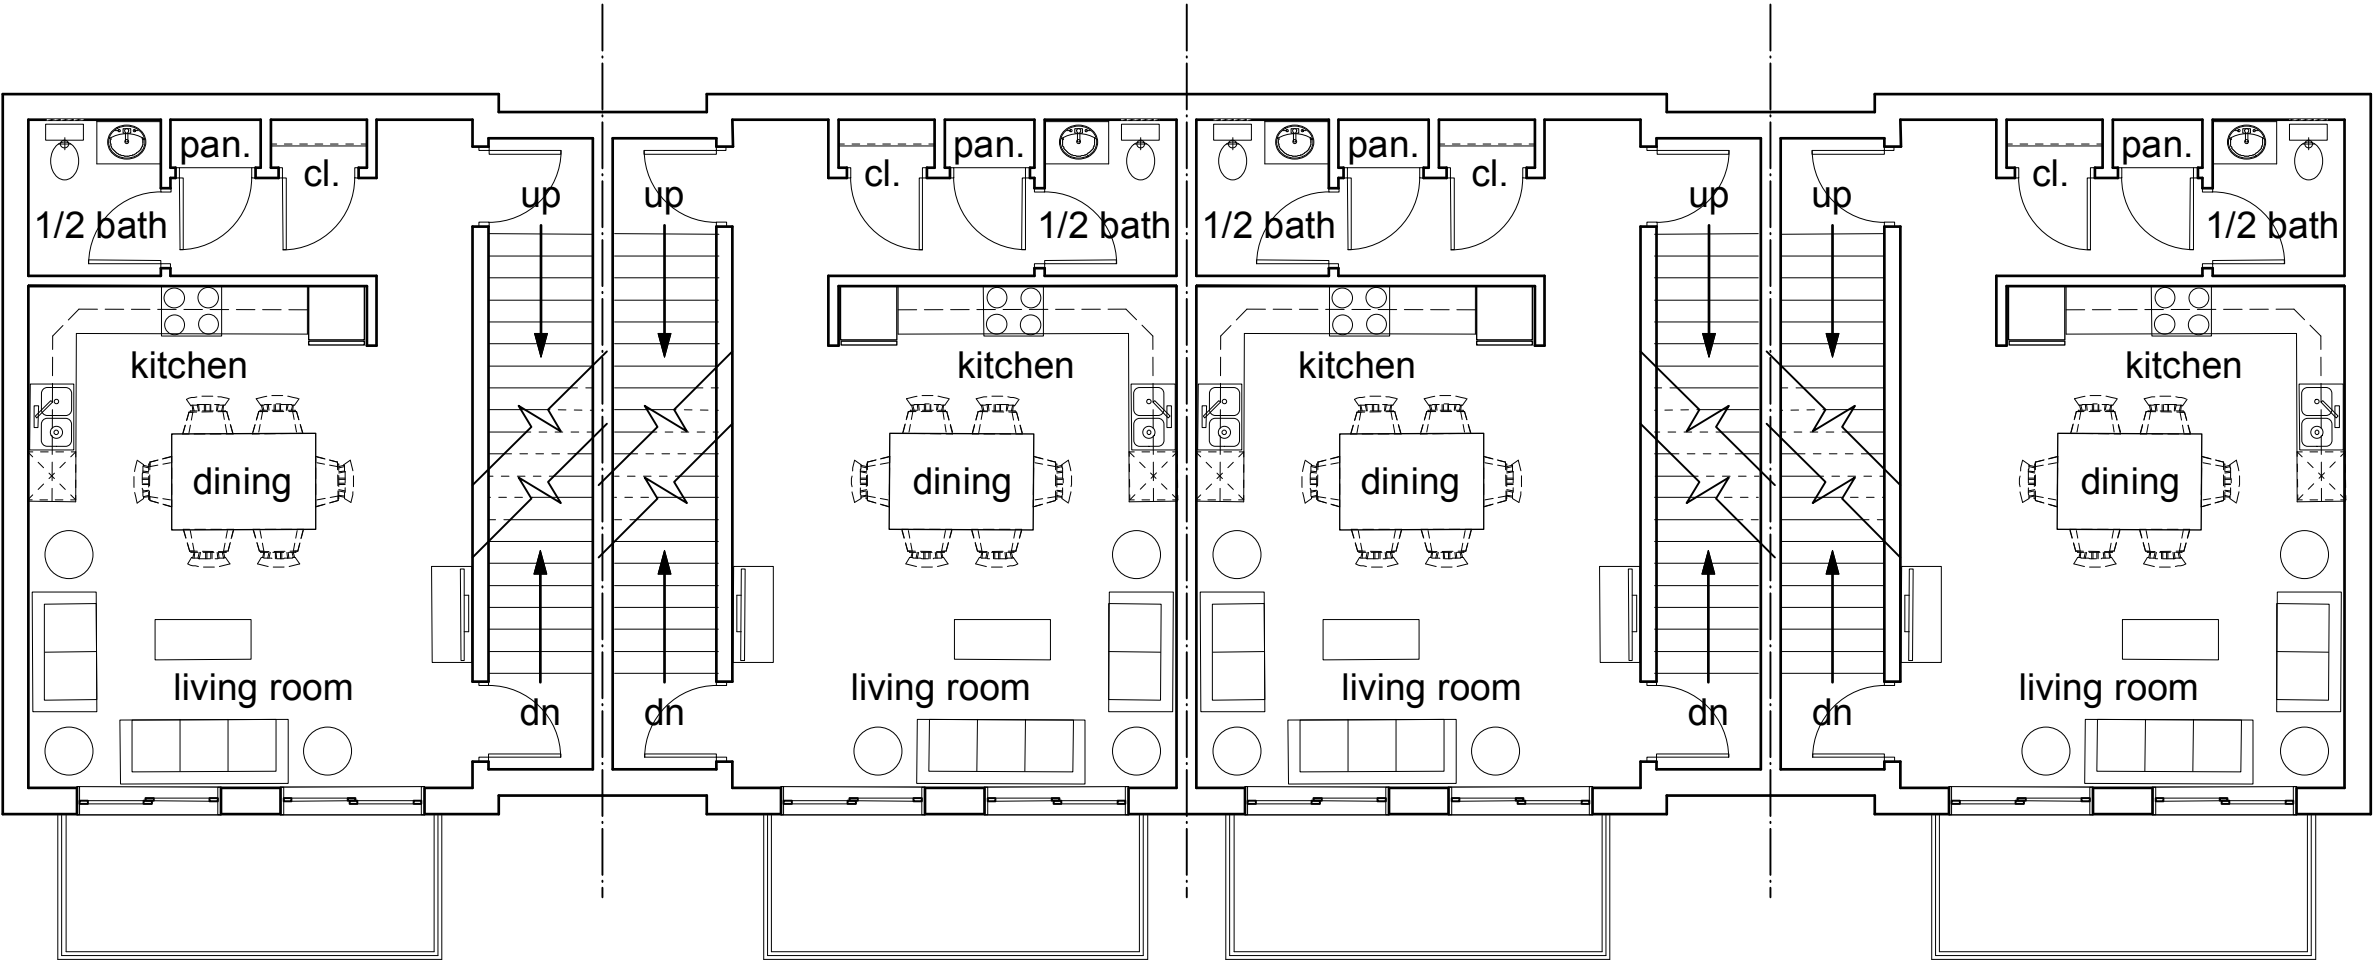 pan. pan. pan. pan.
cl. cl. cl. cl.
up up up up
1/2 bath 1/2 bath 1/2 bath 1/2 bath
kitchen kitchen kitchen kitchen
dining dining dining dining
living room living room living room living room
dn dn dn dn